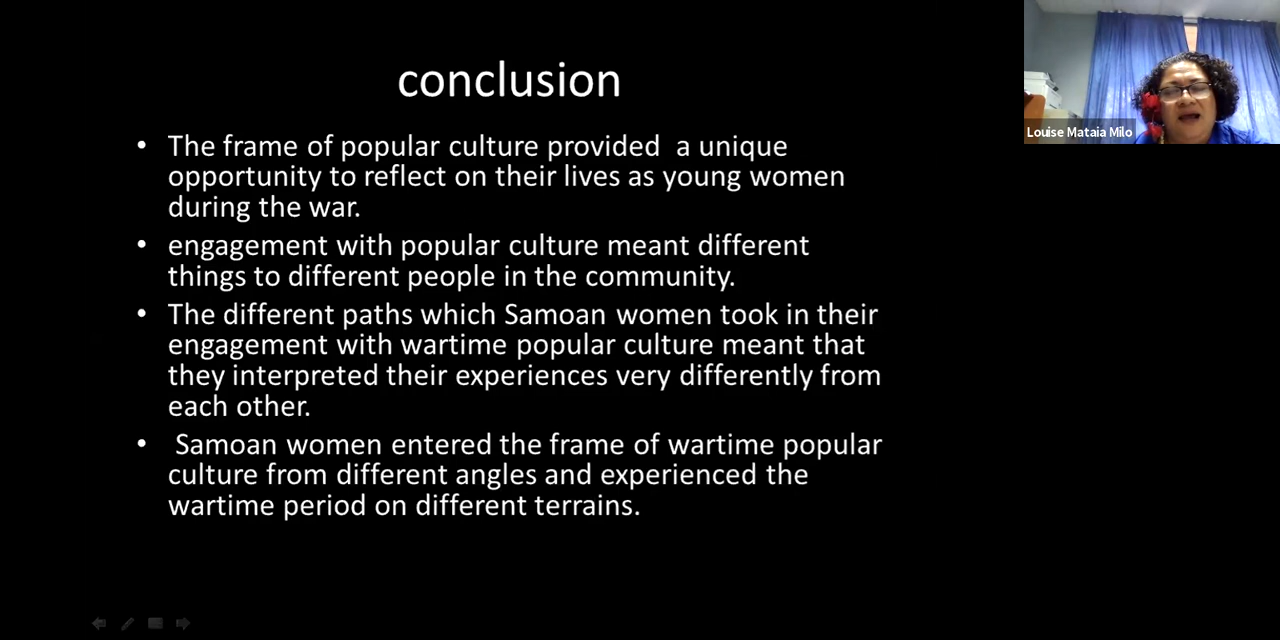 conclusion
• The frame of popular culture provided  a unique
opportunity to reflect on their lives as young women
during the war.
• engagement with popular culture meant different
things to different people in the community.
• The different paths which Samoan women took in their
engagement with wartime popular culture meant that
they interpreted their experiences very differently from
each other.
•  Samoan women entered the frame of wartime popular
culture from different angles and experienced the
wartime period on different terrains.
Louise Mataia Milo